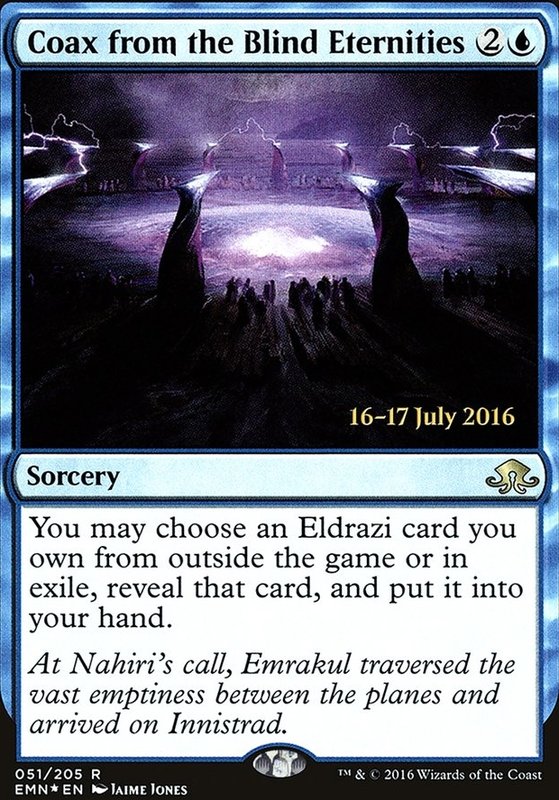 Coax from the Blind Eternities 2
16–17 July 2016
Sorcery
You may choose an Eldrazi card you
own from outside the game or in
exile, reveal that card, and put it into
your hand.
At Nahiri's call, Emrakul traversed the
vast emptiness between the planes and
arrived on Innistrad.
051/205 R
EMN★EN Jaime Jones
™ & © 2016 Wizards of the Coast